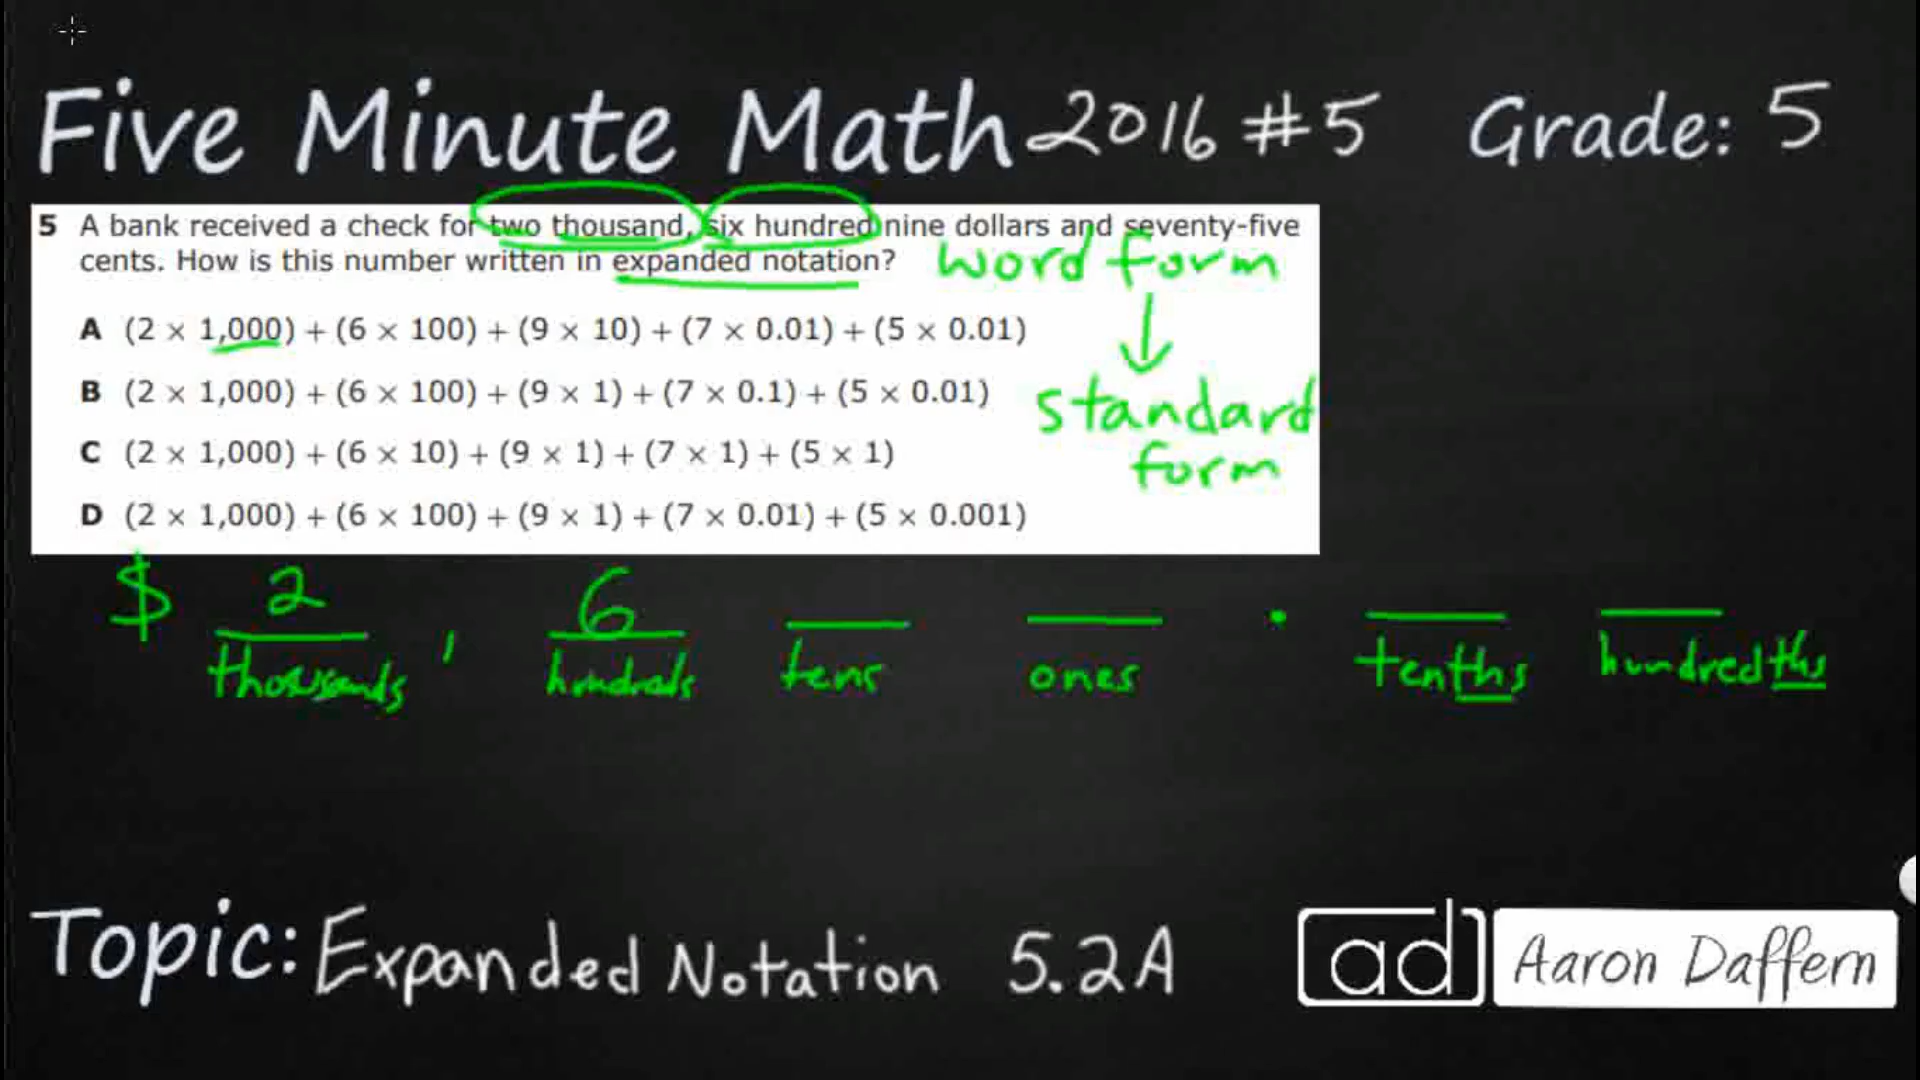 Five Minute Math 2016 #5 Grade: 5
5 A bank received a check for two thousand, six hundred nine dollars and seventy-five
cents. How is this number written in expanded notation?
word form
A (2 × 1,000) + (6 × 100) + (9 × 10) + (7 × 0.01) + (5 × 0.01)
B (2 × 1,000) + (6 × 100) + (9 × 1) + (7 × 0.1) + (5 × 0.01)
standard
C (2 × 1,000) + (6 × 10) + (9 × 1) + (7 × 1) + (5 × 1)
form
D (2 × 1,000) + (6 × 100) + (9 × 1) + (7 × 0.01) + (5 × 0.001)
$ 2 , 6 .
thousands hundreds tens ones tenths hundredths
Topic: Expanded Notation 5.2A
ad Aaron Daffern